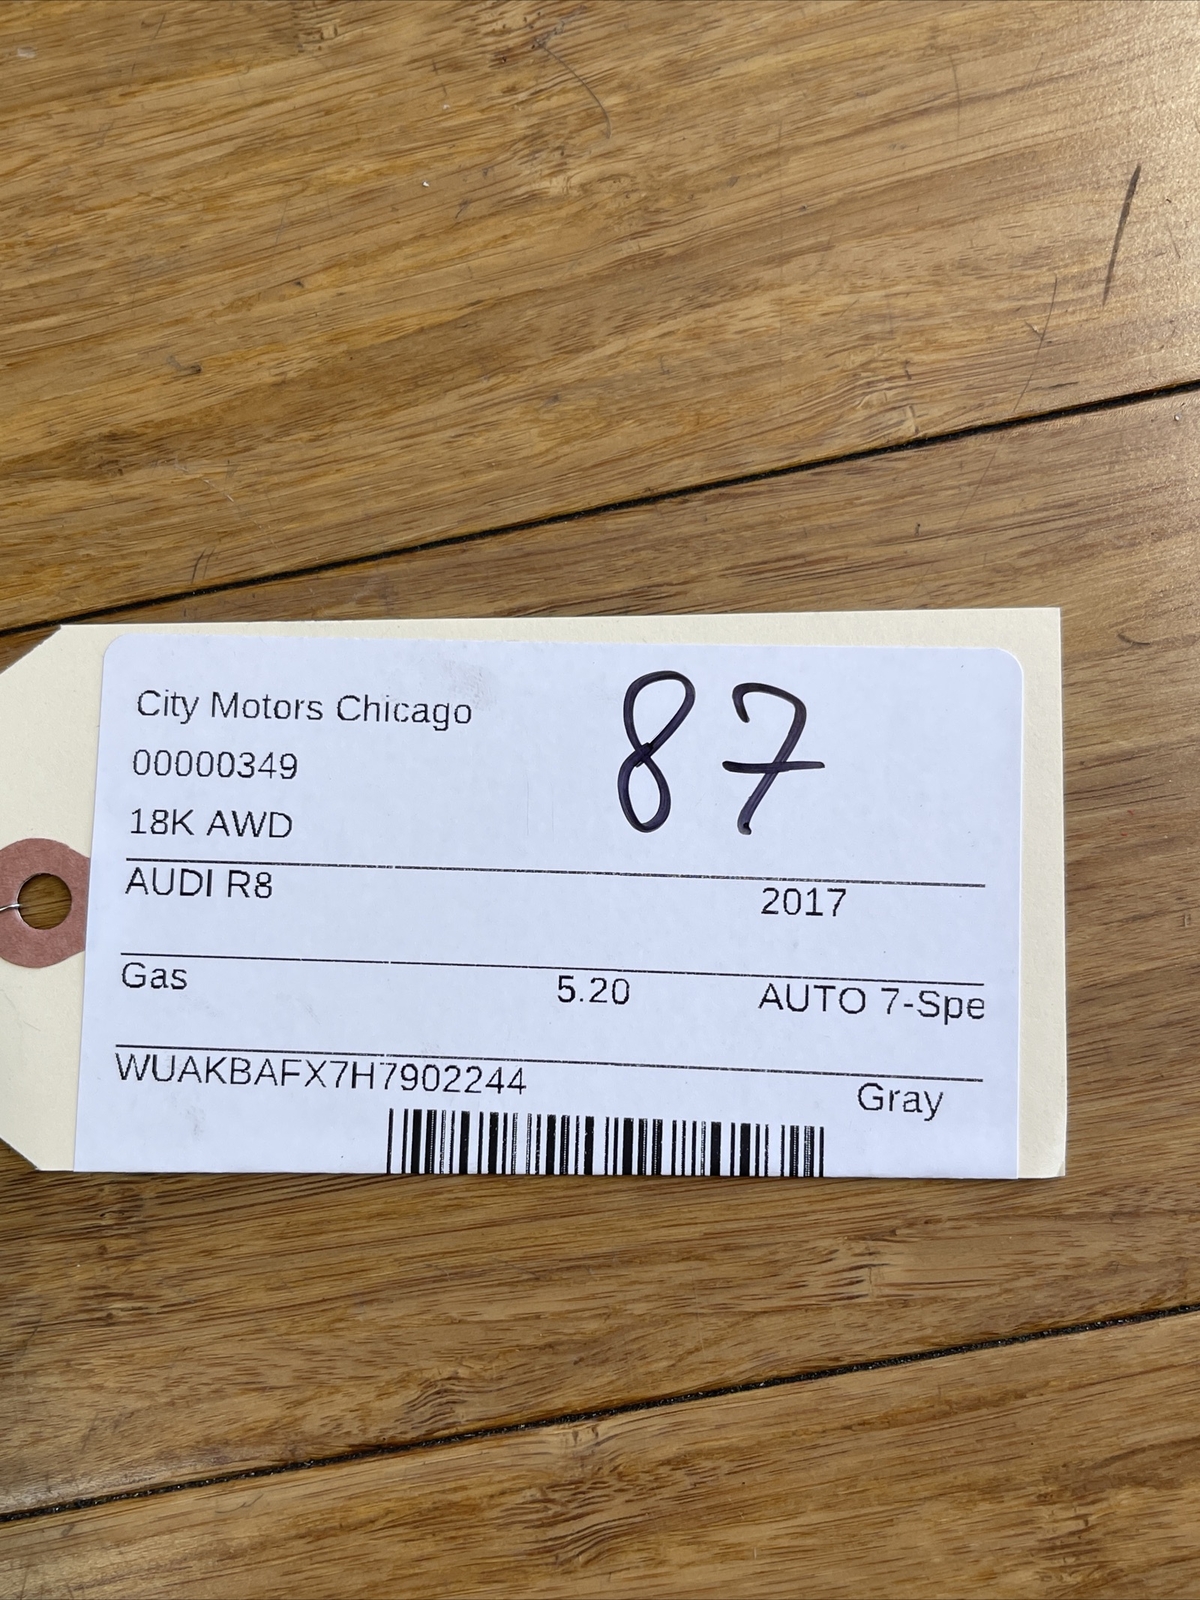 City Motors Chicago 87
00000349
18K AWD
AUDI R8 2017
Gas 5.20 AUTO 7-Spe
WUAKBAFX7H7902244 Gray